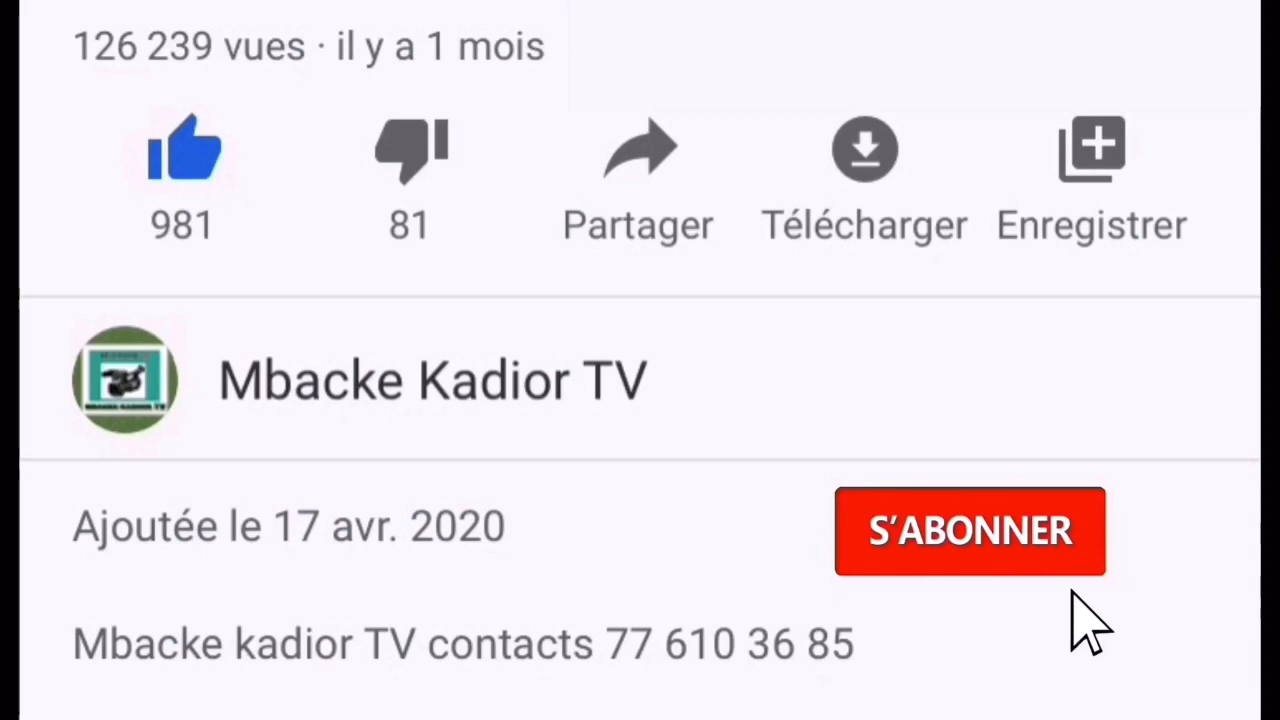 126 239 vues · il y a 1 mois
981 81 Partager Télécharger Enregistrer
Mbacke Kadior TV
Ajoutée le 17 avr. 2020
S'ABONNER
Mbacke kadior TV contacts 77 610 36 85